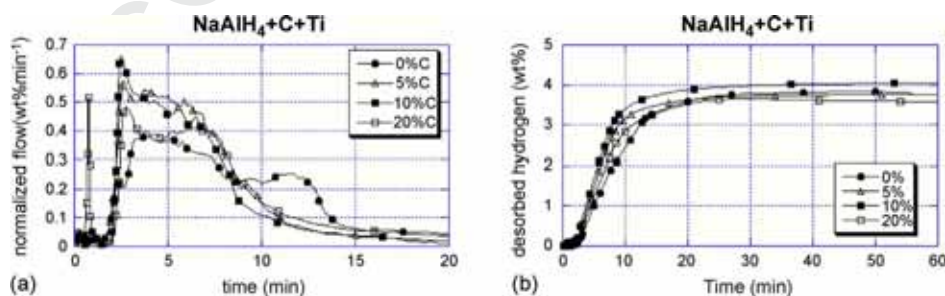 NaAlH4+C+Ti
0.7
0.6
0.5
0.4
0.3
0.2
0.1
0
0
5
10
15
20
normalized flow(wt%min-1)
time (min)
0%C
5%C
10%C
20%C
(a)
NaAlH4+C+Ti
5
4
3
2
1
0
0
10
20
30
40
50
60
desorbed hydrogen (wt%)
Time (min)
0%
5%
10%
20%
(b)